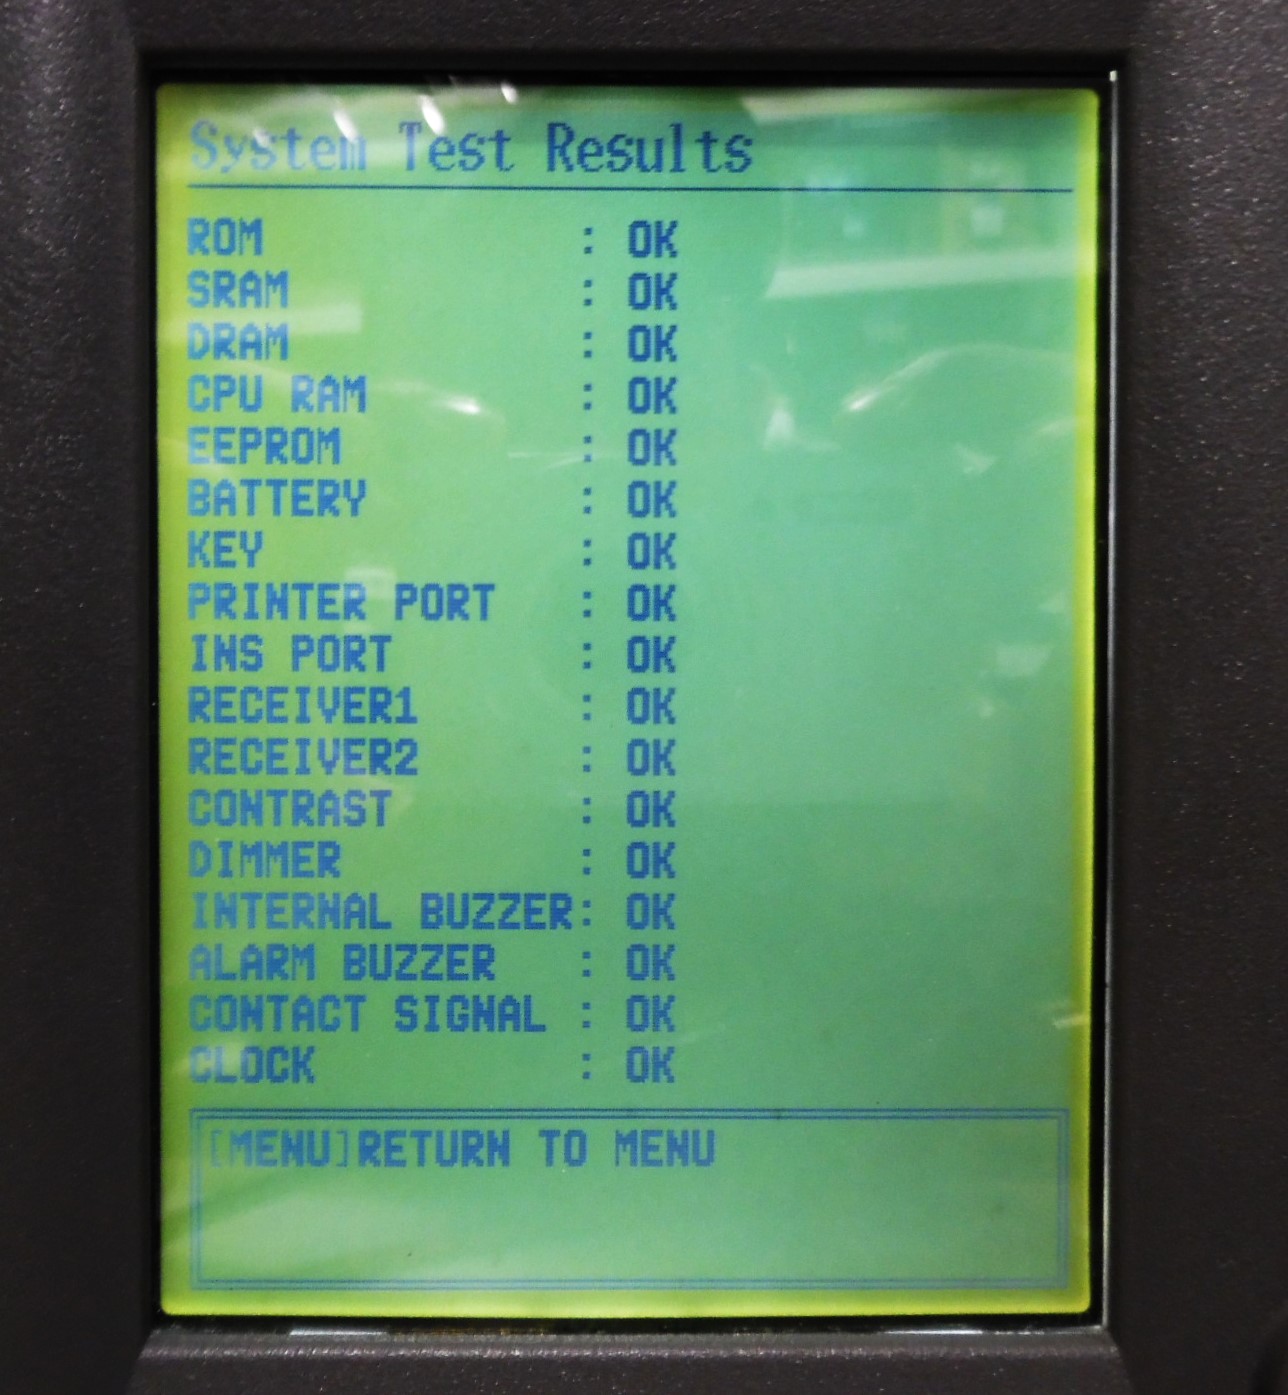 System Test Results
ROM : OK
SRAM : OK
DRAM : OK
CPU RAM : OK
EEPROM : OK
BATTERY : OK
KEY : OK
PRINTER PORT : OK
INS PORT : OK
RECEIVER1 : OK
RECEIVER2 : OK
CONTRAST : OK
DIMMER : OK
INTERNAL BUZZER: OK
ALARM BUZZER : OK
CONTACT SIGNAL : OK
CLOCK : OK
[MENU]RETURN TO MENU